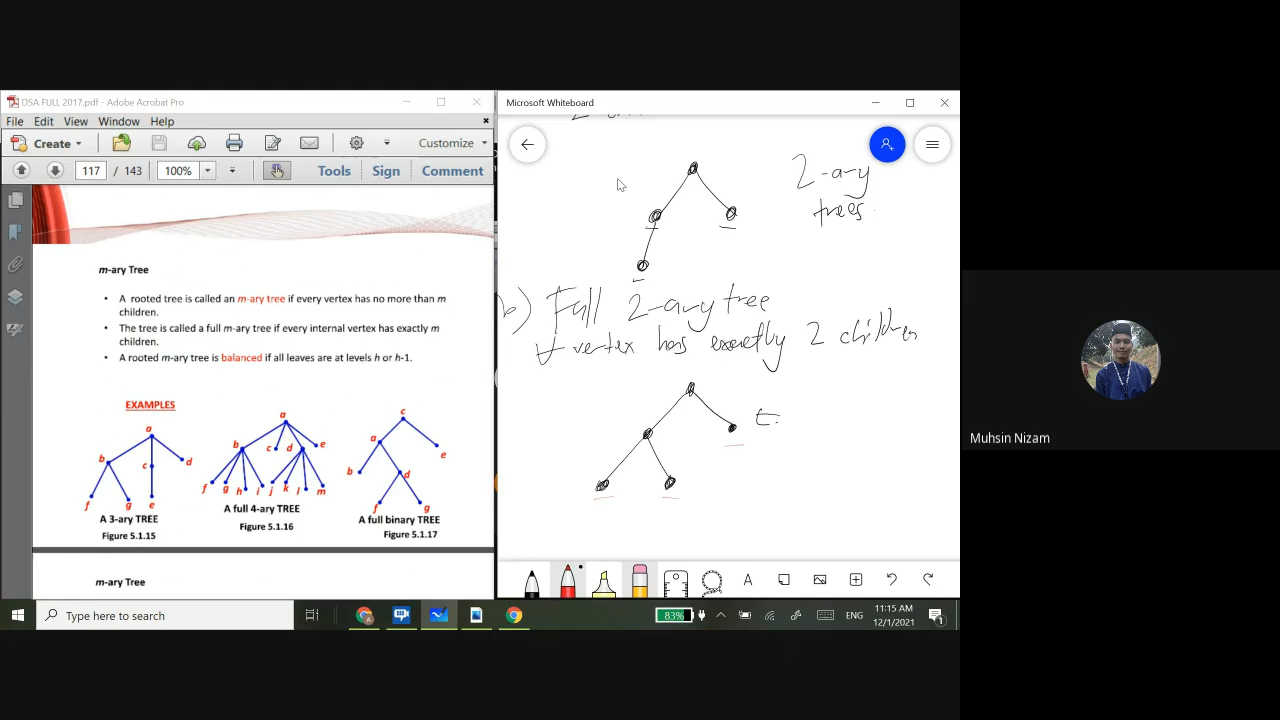 DSA FULL 2017.pdf - Adobe Acrobat Pro
File Edit View Window Help
Create
Customize
117 / 143 100%
Tools Sign Comment
m-ary Tree
• A rooted tree is called an m-ary tree if every vertex has no more than m
children.
• The tree is called a full m-ary tree if every internal vertex has exactly m
children.
• A rooted m-ary tree is balanced if all leaves are at levels h or h-1.
EXAMPLES
a
b
c
d
f
g
e
A 3-ary TREE
Figure 5.1.15
a
b
c
d
e
f
g
h
i
j
k
l
m
A full 4-ary TREE
Figure 5.1.16
c
a
e
b
d
f
g
A full binary TREE
Figure 5.1.17
m-ary Tree
Microsoft Whiteboard
2-a-y
trees
b) Full 2-a-y tree
∀ vertex has exactly 2 children
t.
A
Muhsin Nizam
Type here to search
83%
ENG
11:15 AM
12/1/2021